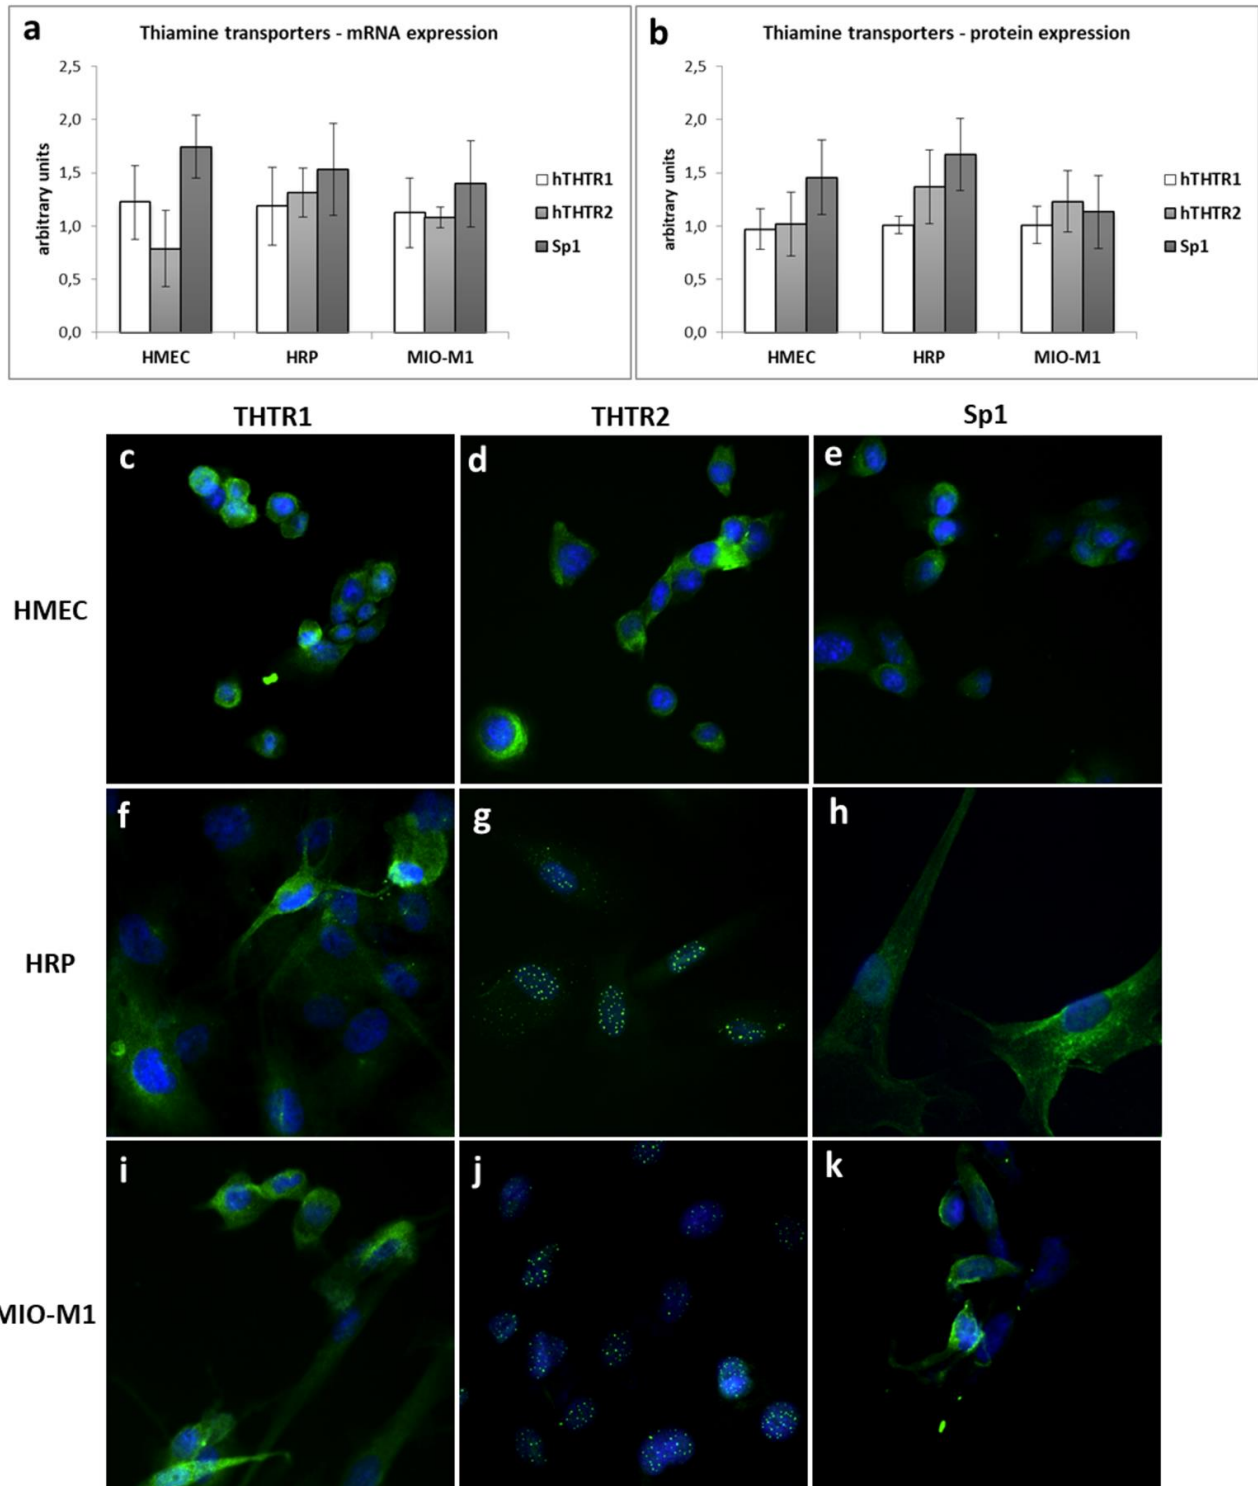 a
Thiamine transporters - mRNA expression
2,5
2,0
1,5
1,0
0,5
0,0
arbitrary units
HMEC
HRP
MIO-M1
hTHTR1
hTHTR2
Sp1
b
Thiamine transporters - protein expression
2,5
2,0
1,5
1,0
0,5
0,0
arbitrary units
HMEC
HRP
MIO-M1
hTHTR1
hTHTR2
Sp1
THTR1 THTR2 Sp1
c d e
HMEC
f g h
HRP
i j k
MIO-M1